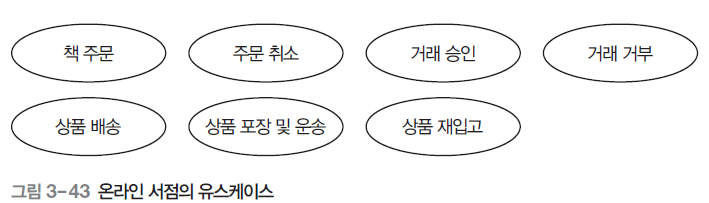 책 주문 주문 취소 거래 승인 거래 거부
상품 배송 상품 포장 및 운송 상품 재입고
그림 3-43 온라인 서점의 유스케이스